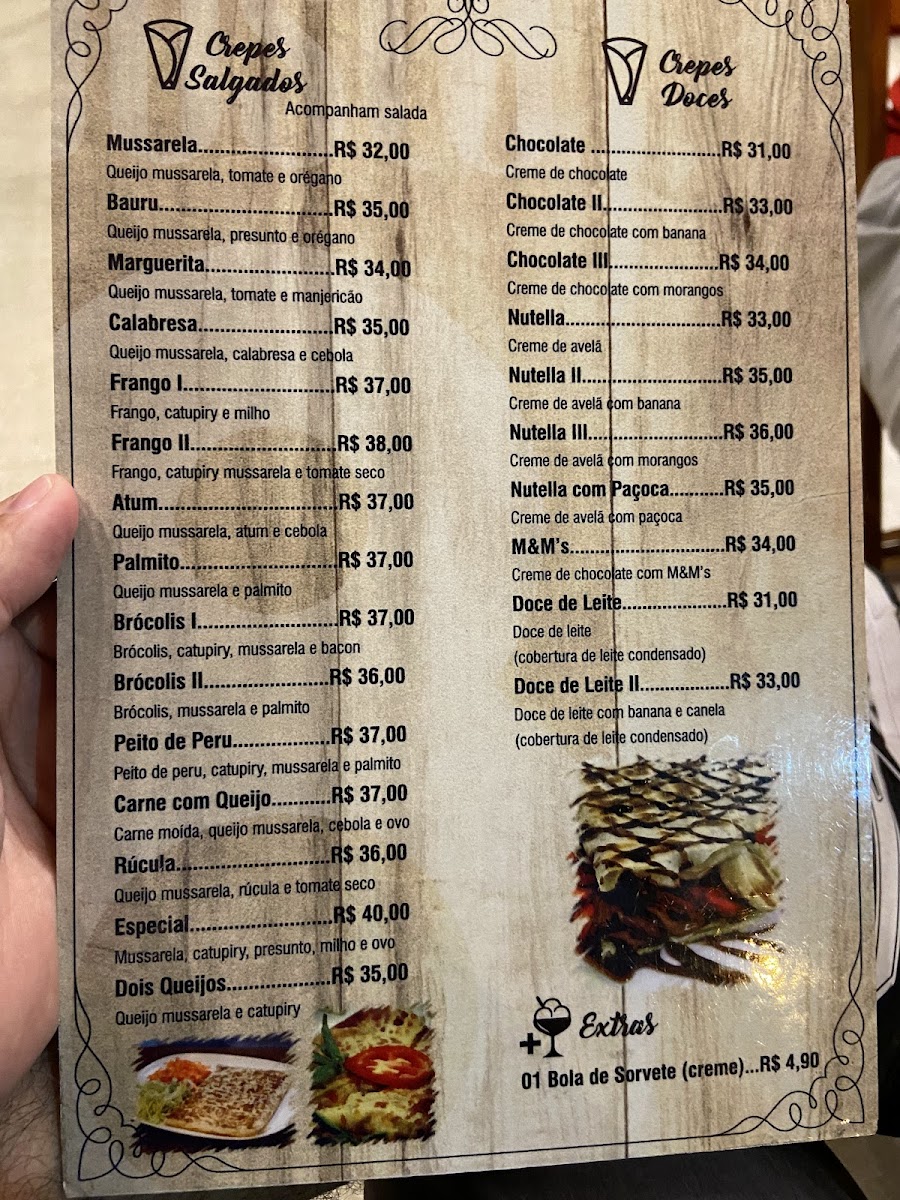 Crepes
Salgados
Acompanham salada
Mussarela..........................R$ 32,00
Queijo mussarela, tomate e orégano
Bauru.................................R$ 35,00
Queijo mussarela, presunto e orégano
Marguerita.........................R$ 34,00
Queijo mussarela, tomate e manjericão
Calabresa..........................R$ 35,00
Queijo mussarela, calabresa e cebola
Frango I.............................R$ 37,00
Frango, catupiry e milho
Frango II............................R$ 38,00
Frango, catupiry mussarela e tomate seco
Atum..................................R$ 37,00
Queijo mussarela, atum e cebola
Palmito..............................R$ 37,00
Queijo mussarela e palmito
Brócolis I...........................R$ 37,00
Brócolis, catupiry, mussarela e bacon
Brócolis II........................R$ 36,00
Brócolis, mussarela e palmito
Peito de Peru...................R$ 37,00
Peito de peru, catupiry, mussarela e palmito
Carne com Queijo...........R$ 37,00
Carne moída, queijo mussarela, cebola e ovo
Rúcula.............................R$ 36,00
Queijo mussarela, rúcula e tomate seco
Especial...........................R$ 40,00
Mussarela, catupiry, presunto, milho e ovo
Dois Queijos....................R$ 35,00
Queijo mussarela e catupiry
Crepes
Doces
Chocolate .........................R$ 31,00
Creme de chocolate
Chocolate II.......................R$ 33,00
Creme de chocolate com banana
Chocolate III.....................R$ 34,00
Creme de chocolate com morangos
Nutella..............................R$ 33,00
Creme de avelã
Nutella II...........................R$ 35,00
Creme de avelã com banana
Nutella III..........................R$ 36,00
Creme de avelã com morangos
Nutella com Paçoca..........R$ 35,00
Creme de avelã com paçoca
M&M's..............................R$ 34,00
Creme de chocolate com M&M's
Doce de Leite....................R$ 31,00
Doce de leite
(cobertura de leite condensado)
Doce de Leite II.................R$ 33,00
Doce de leite com banana e canela
(cobertura de leite condensado)
+ Extras
01 Bola de Sorvete (creme)...R$ 4,90